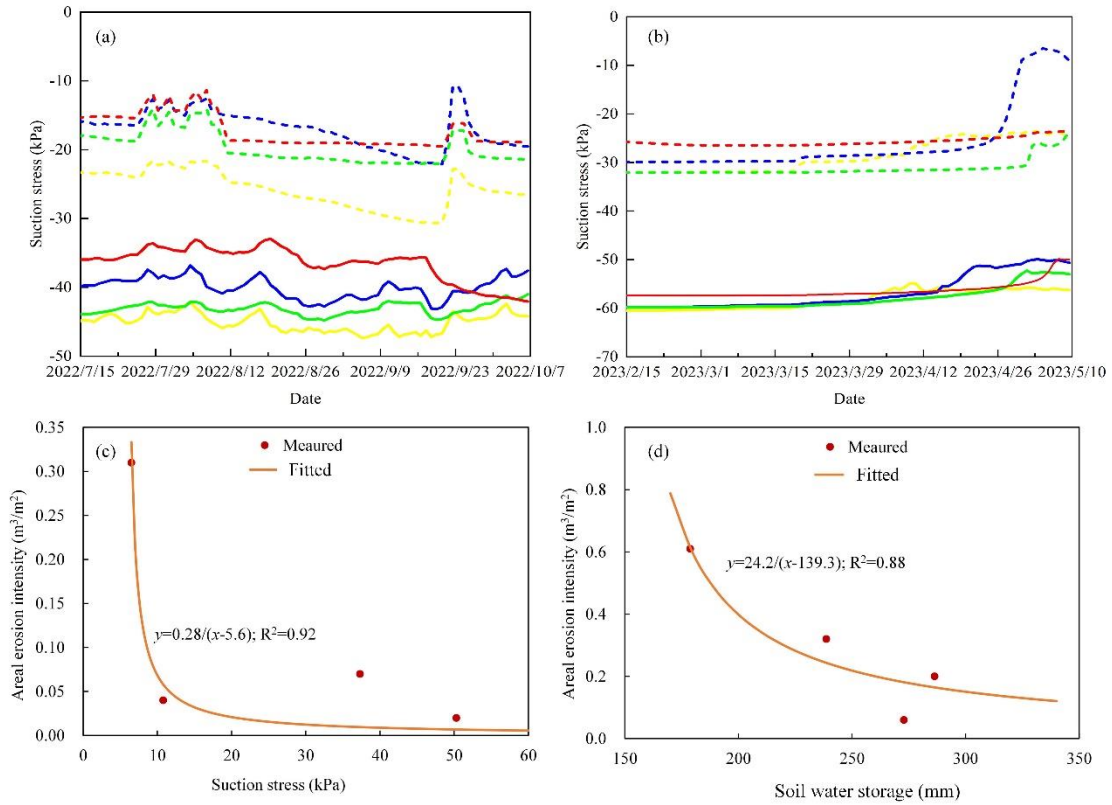 (a)
Suction stress (kPa)
0
-10
-20
-30
-40
-50
2022/7/15 2022/7/29 2022/8/12 2022/8/26 2022/9/9 2022/9/23 2022/10/7
Date
(b)
Suction stress (kPa)
0
-10
-20
-30
-40
-50
-60
-70
2023/2/15 2023/3/1 2023/3/15 2023/3/29 2023/4/12 2023/4/26 2023/5/10
Date
(c)
Meaured
Fitted
Areal erosion intensity (m³/m²)
0.35
0.30
0.25
0.20
0.15
0.10
0.05
0.00
y=0.28/(x-5.6); R²=0.92
0 10 20 30 40 50 60
Suction stress (kPa)
(d)
Meaured
Fitted
Areal erosion intensity (m³/m²)
1.0
0.8
0.6
0.4
0.2
0.0
y=24.2/(x-139.3); R²=0.88
150 200 250 300 350
Soil water storage (mm)